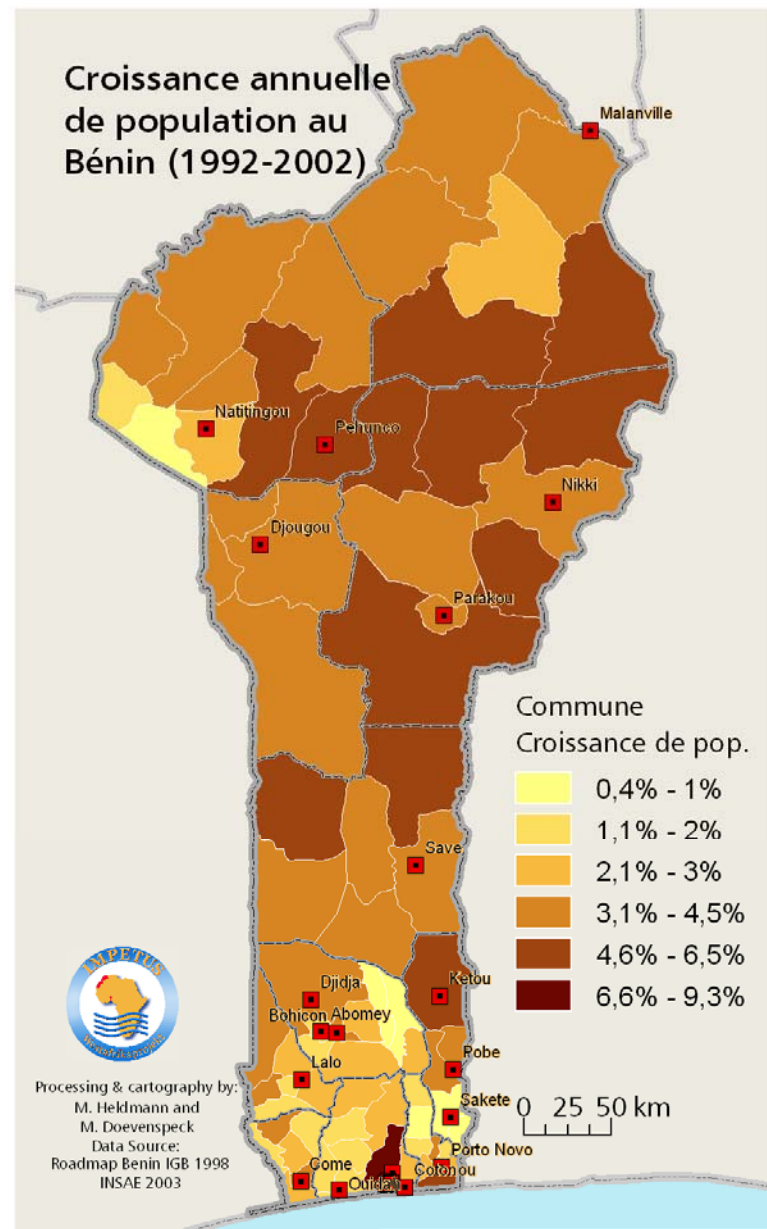 Croissance annuelle
de population au
Bénin (1992-2002)
Malanville
Natitingou
Pehunco
Nikki
Djougou
Parakou
Commune
Croissance de pop.
0,4% - 1%
1,1% - 2%
2,1% - 3%
3,1% - 4,5%
4,6% - 6,5%
6,6% - 9,3%
Save
IMPETUS
Djidja
Ketou
Bohicon Abomey
Lalo
Pobe
Processing & cartography by:
M. Heldmann and
M. Doevenspeck
Data Source:
Roadmap Benin IGB 1998
INSAE 2003
Sakete
0 25 50 km
Porto Novo
Come
Cotonou
Ouidah